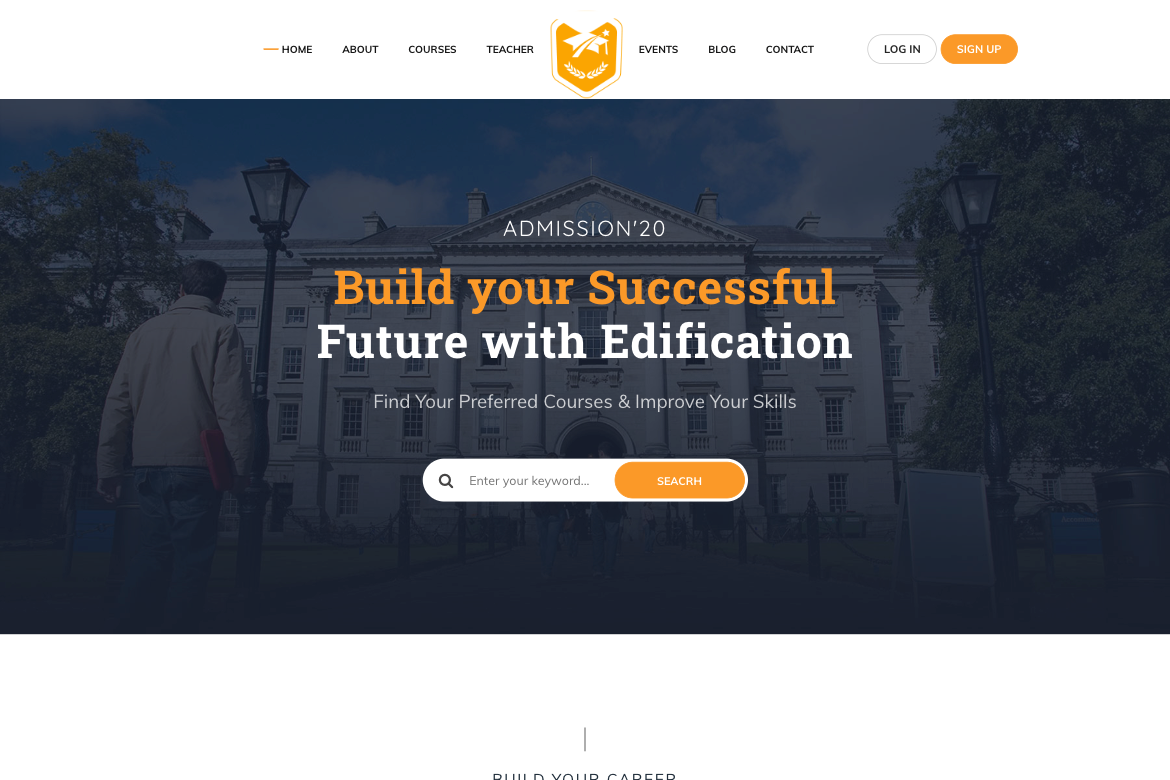 HOME
ABOUT
COURSES
TEACHER
EVENTS
BLOG
CONTACT
LOG IN
SIGN UP
ADMISSION'20
Build your Successful
Future with Edification
Find Your Preferred Courses & Improve Your Skills
Enter your keyword...
SEACRH
BUILD YOUR CAREER